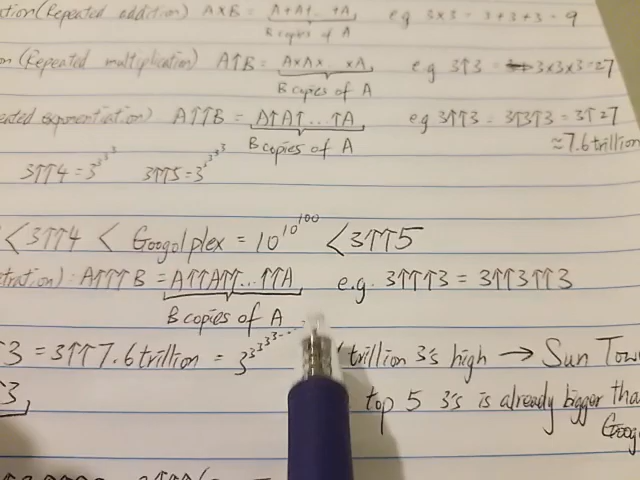 tion (Repeated addition) A×B = A+A+...+A e.g 3×3 = 3+3+3 = 9
B copies of A
on (Repeated multiplication) A↑B = A×A×...×A e.g 3↑3 = 3×3×3=27
B copies of A
eated exponentiation) A↑↑B = A↑A↑...↑A eg 3↑↑3 = 3↑3↑3 = 3↑27
B copies of A ≈7.6 trillion
3↑↑4 = 3^3^3^3 3↑↑5 = 3^3^3^3^3
< 3↑↑4 < Googolplex = 10^10^100 < 3↑↑5
tration) : A↑↑↑B = A↑↑A↑↑...↑↑A e.g. 3↑↑↑3 = 3↑↑3↑↑3
B copies of A
3 = 3↑↑7.6 trillion = 3^3^3^3^3... trillion 3's high → Sun Tow
3 top 5 3's is already bigger tha
Goog